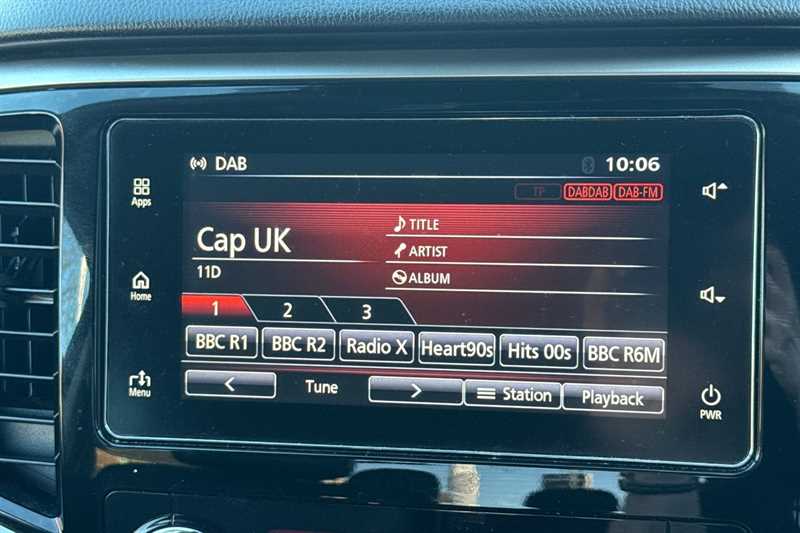 DAB
10:06
TP DABDAB DAB-FM
Apps
Cap UK
TITLE
ARTIST
11D
ALBUM
Home
1 2 3
BBC R1 BBC R2 Radio X Heart90s Hits 00s BBC R6M
Menu
< Tune > Station Playback
PWR